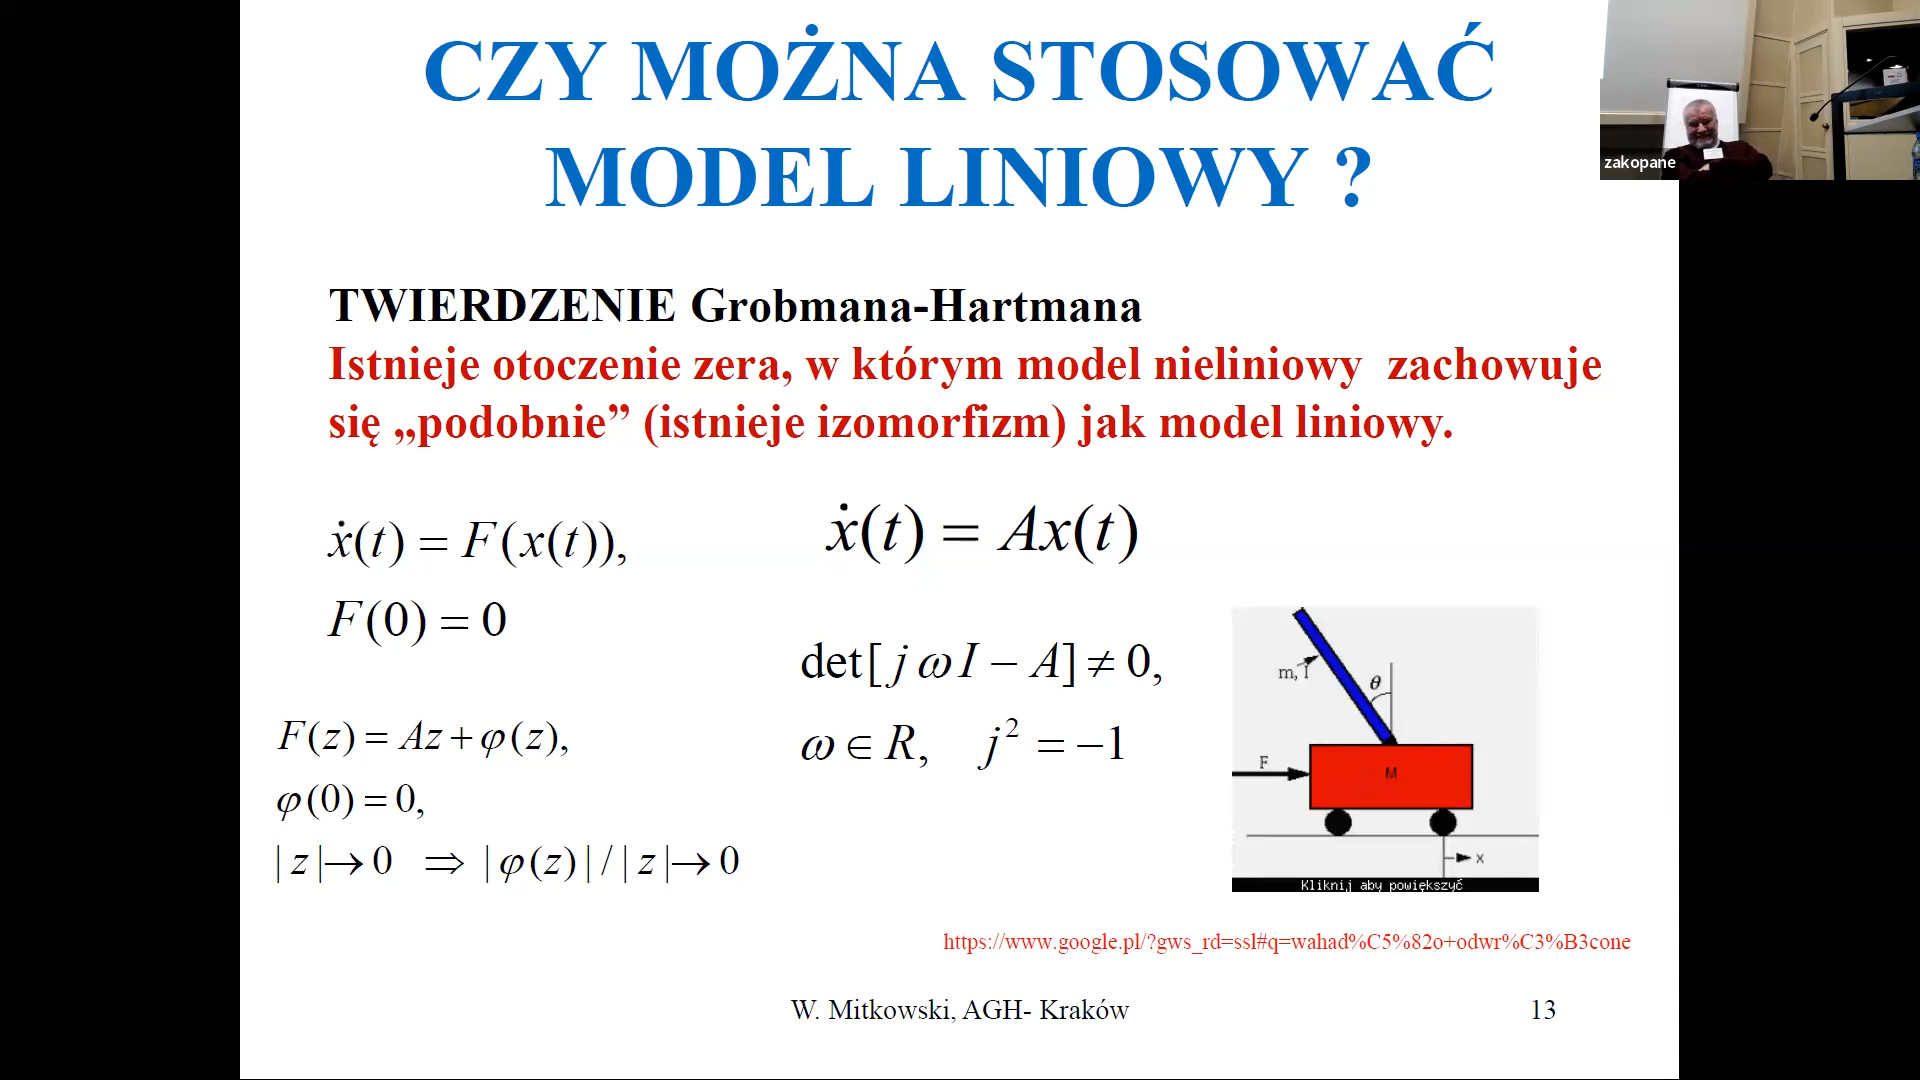 CZY MOŻNA STOSOWAĆ
MODEL LINIOWY ?
zakopane
TWIERDZENIE Grobmana-Hartmana
Istnieje otoczenie zera, w którym model nieliniowy zachowuje
się „podobnie” (istnieje izomorfizm) jak model liniowy.
ẋ(t) = F(x(t)),
F(0) = 0
F(z) = Az + φ(z),
φ(0) = 0,
| z |→ 0 ⇒ | φ(z) | / | z |→ 0
ẋ(t) = Ax(t)
det[ jωI − A] ≠ 0,
ω ∈ R, j² = −1
m, l
θ
F
M
x
Kliknij aby powiększyć
https://www.google.pl/?gws_rd=ssl#q=wahad%C5%82o+odwr%C3%B3cone
W. Mitkowski, AGH- Kraków
13